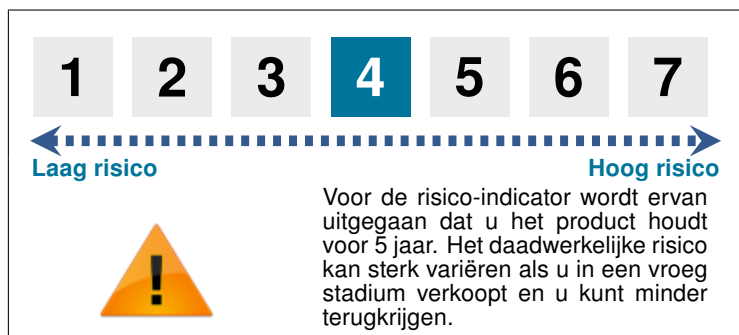 1 2 3 4 5 6 7
Laag risico Hoog risico
Voor de risico-indicator wordt ervan
uitgegaan dat u het product houdt
voor 5 jaar. Het daadwerkelijke risico
kan sterk variëren als u in een vroeg
stadium verkoopt en u kunt minder
terugkrijgen.